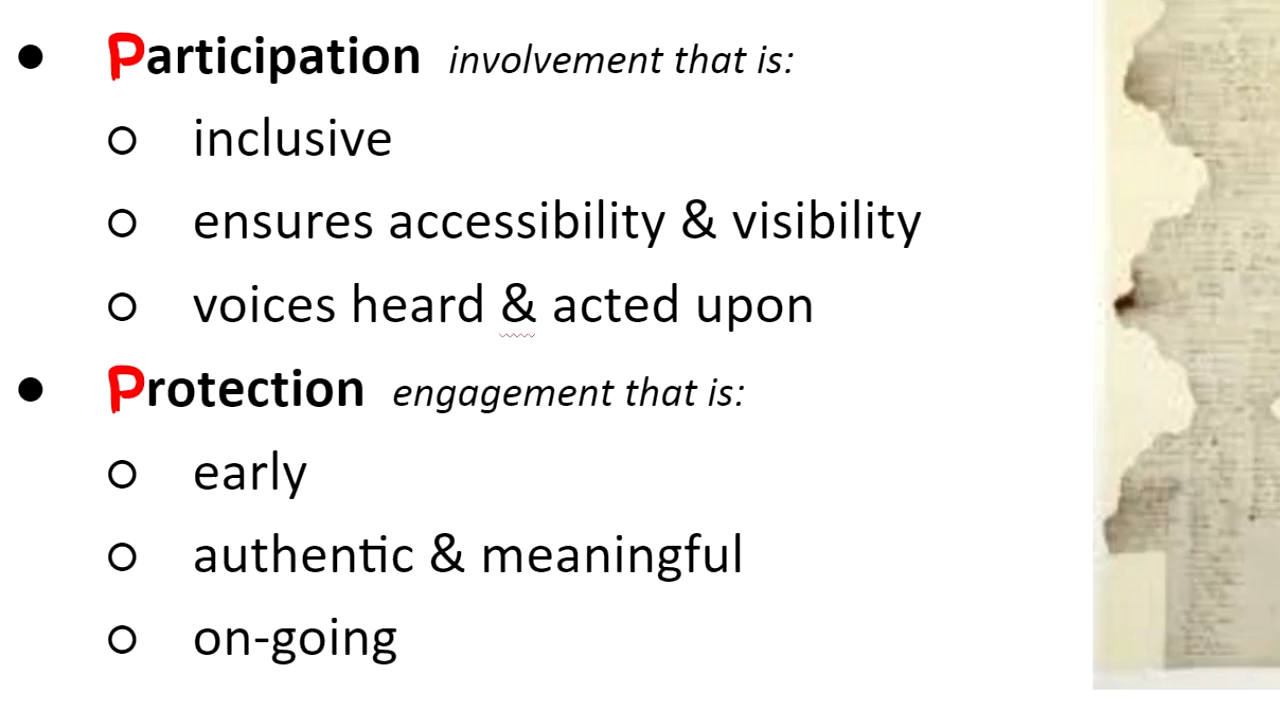 ● Participation involvement that is:
○ inclusive
○ ensures accessibility & visibility
○ voices heard & acted upon
● Protection engagement that is:
○ early
○ authentic & meaningful
○ on-going